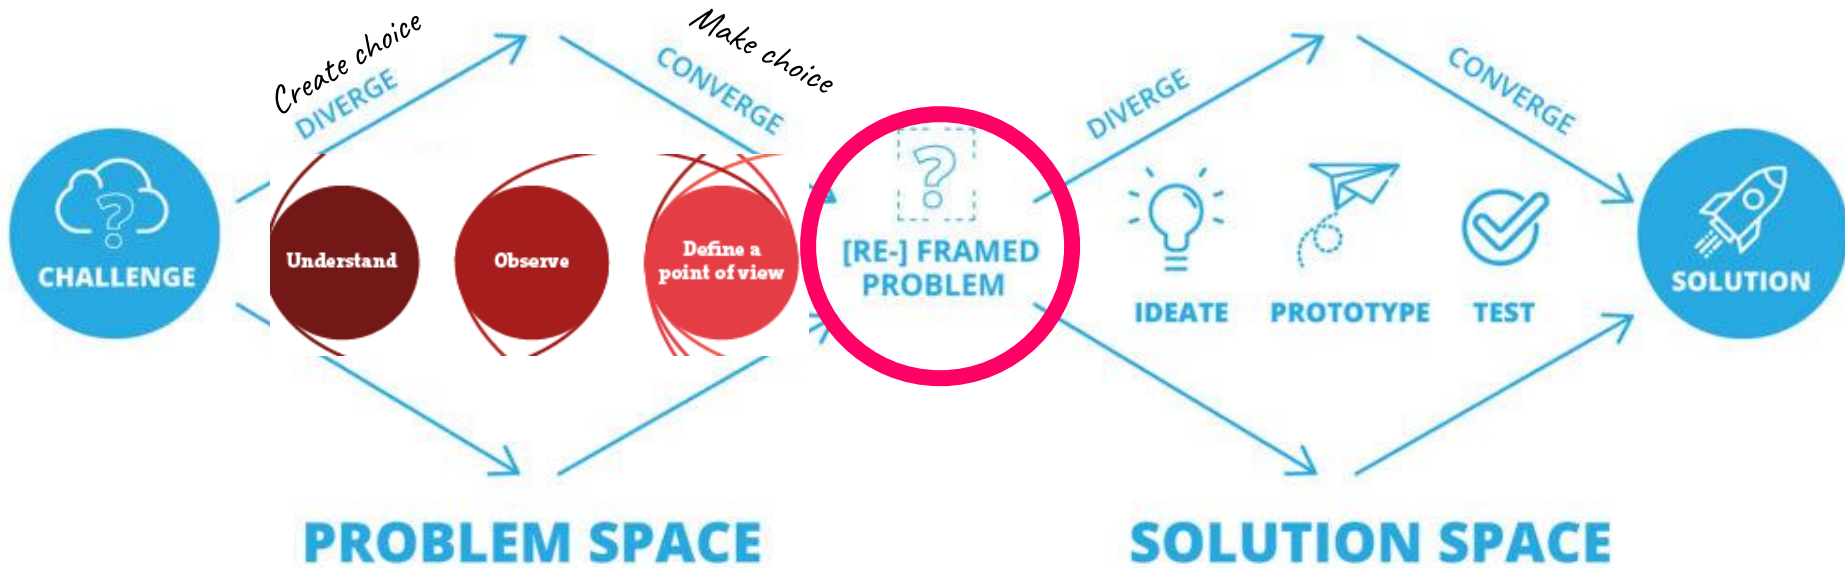 Create choice
DIVERGE
Make choice
CONVERGE
CHALLENGE
Understand
Observe
Define a
point of view
[RE-] FRAMED
PROBLEM
DIVERGE
CONVERGE
IDEATE
PROTOTYPE
TEST
SOLUTION
PROBLEM SPACE
SOLUTION SPACE